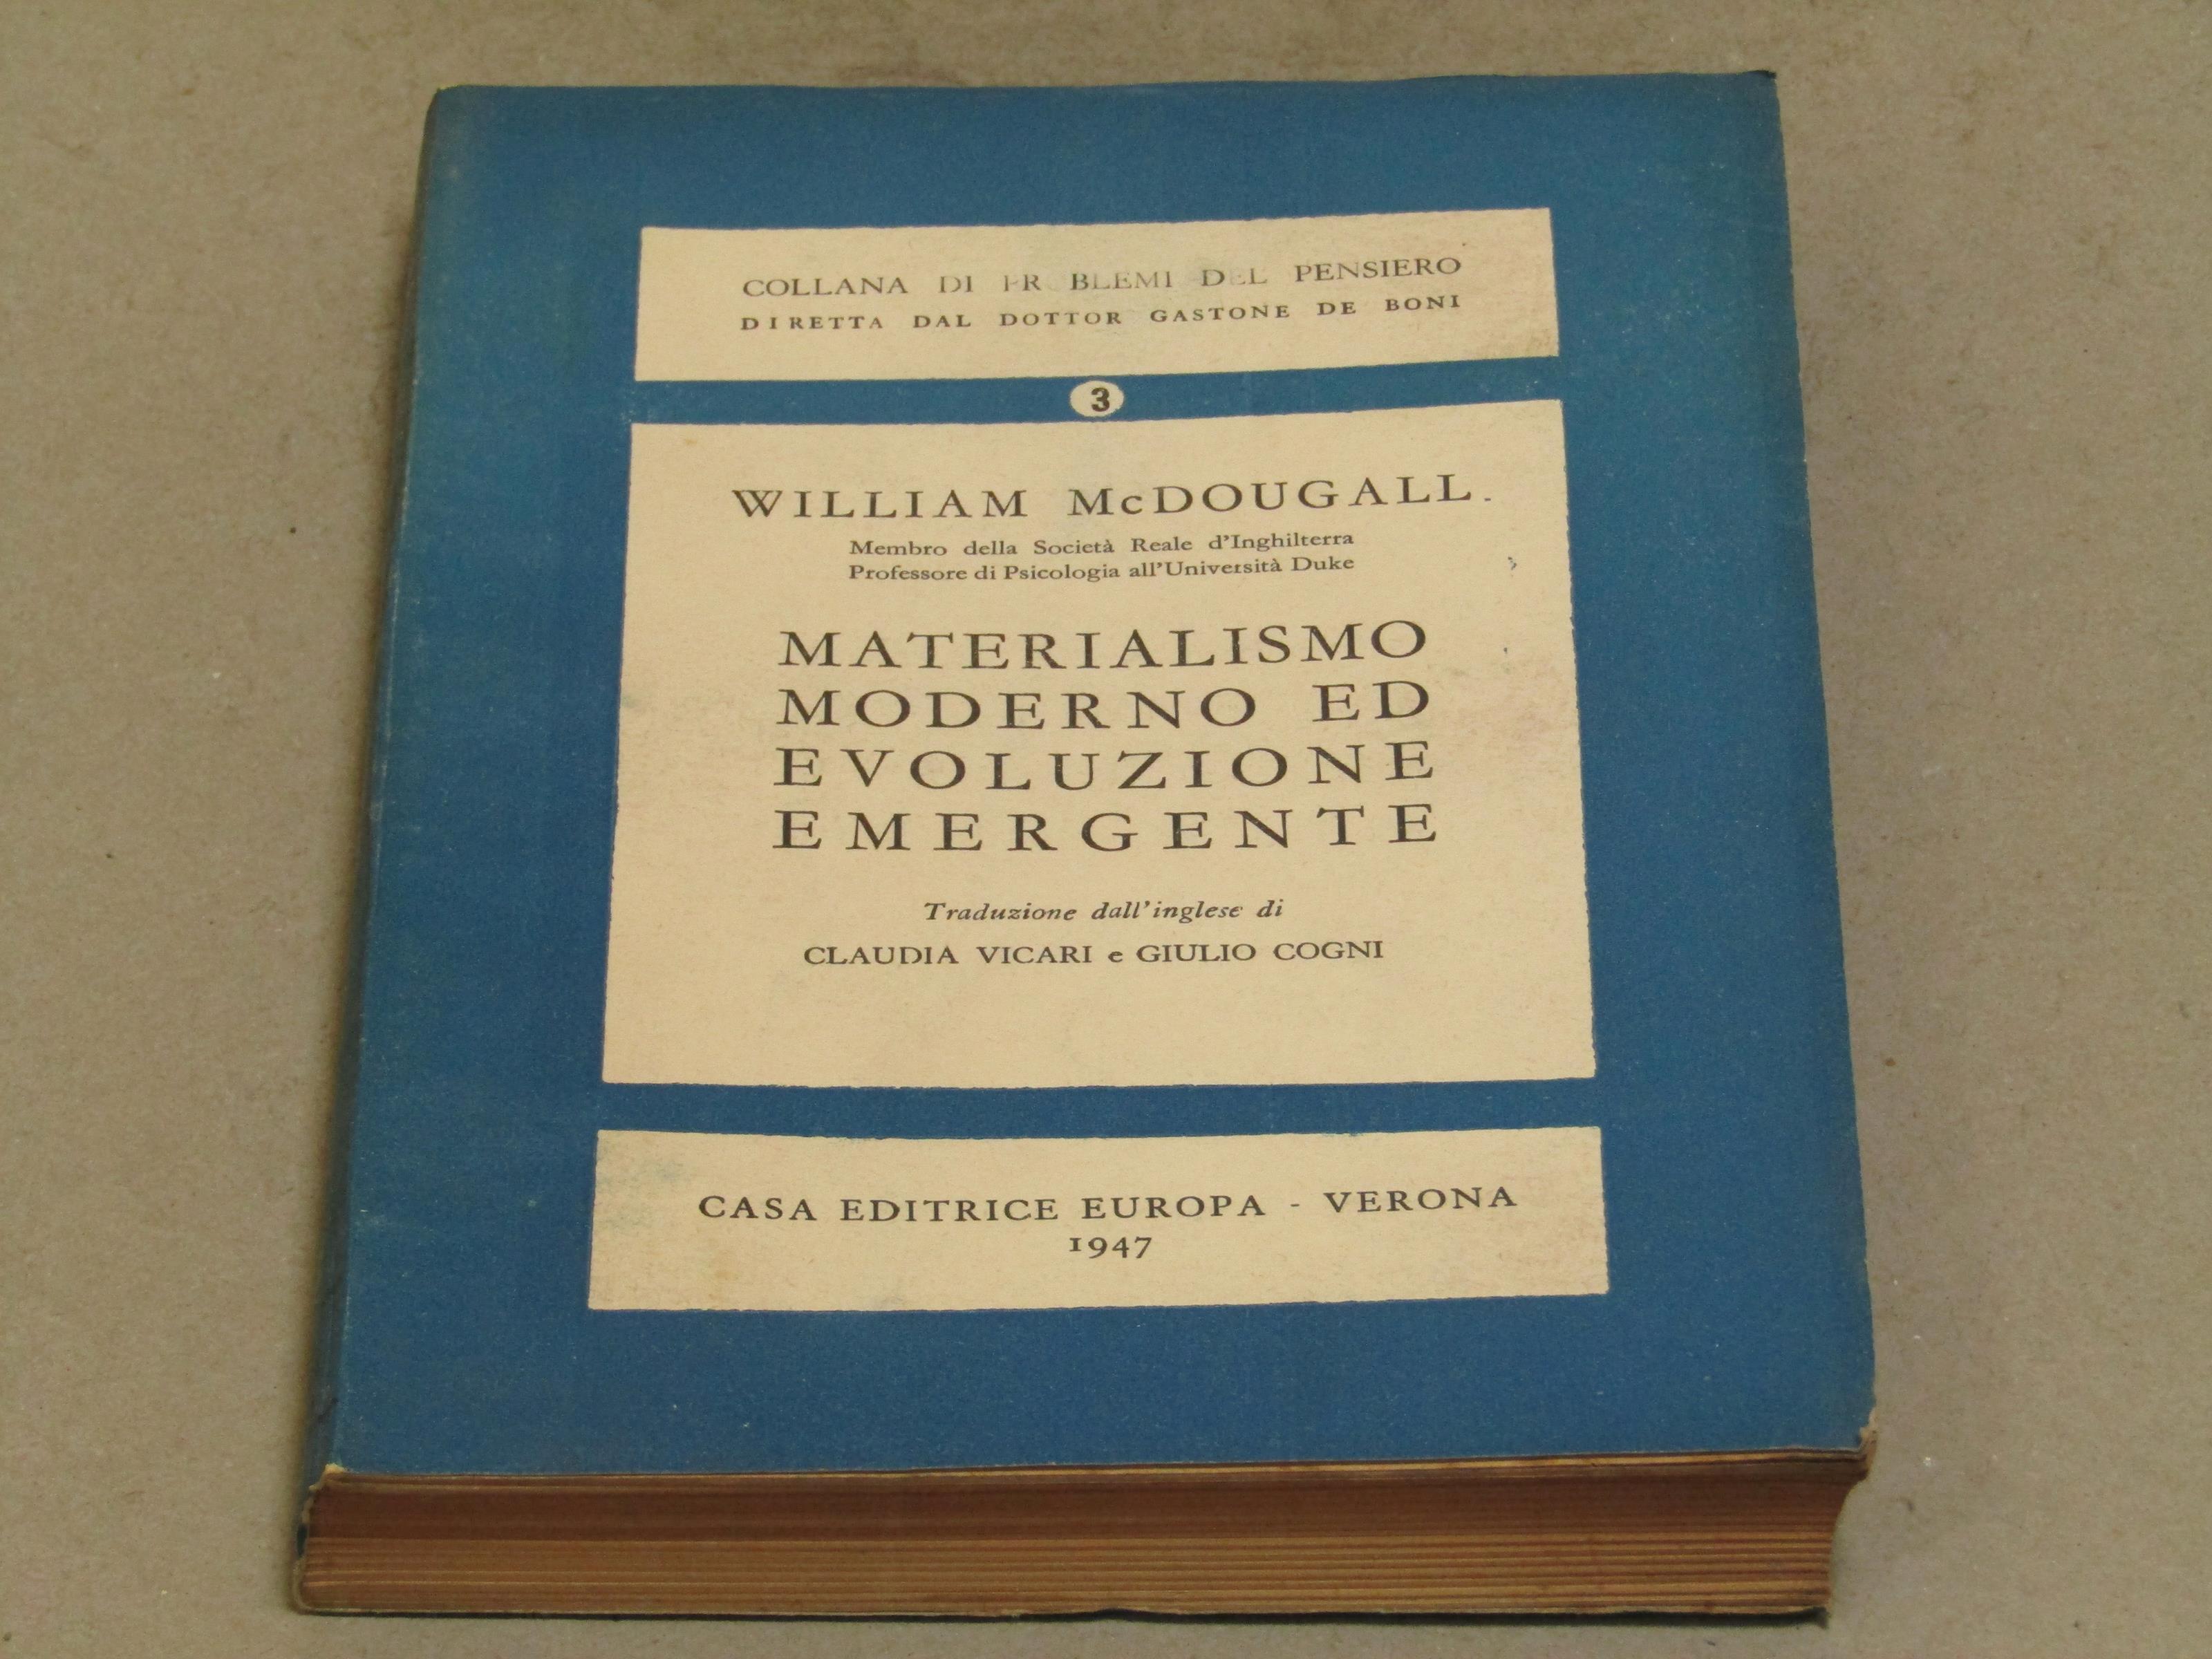 COLLANA DI PROBLEMI DEL PENSIERO
DIRETTA DAL DOTTOR GASTONE DE BONI
3
WILLIAM McDOUGALL
Membro della Società Reale d'Inghilterra
Professore di Psicologia all'Università Duke
MATERIALISMO
MODERNO ED
EVOLUZIONE
EMERGENTE
Traduzione dall'inglese di
CLAUDIA VICARI e GIULIO COGNI
CASA EDITRICE EUROPA - VERONA
1947